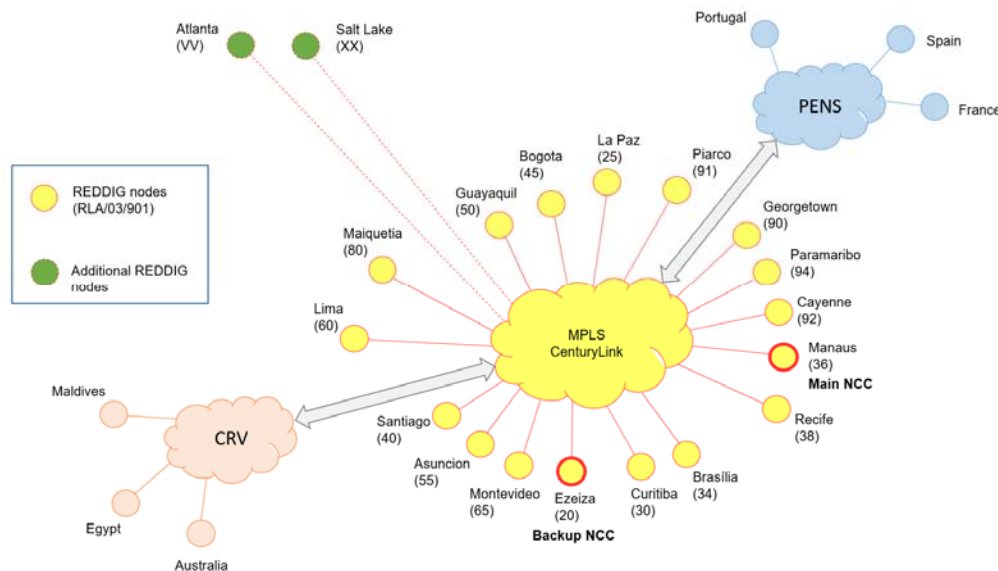 Atlanta
(VV)
Salt Lake
(XX)
Portugal
Spain
PENS
France
La Paz
(25)
Bogota
(45)
Piarco
(91)
Guayaquil
(50)
REDDIG nodes
(RLA/03/901)
Additional REDDIG
nodes
Maiquetia
(80)
Georgetown
(90)
Paramaribo
(94)
Lima
(60)
Cayenne
(92)
MPLS
CenturyLink
Manaus
(36)
Main NCC
Maldives
CRV
Santiago
(40)
Recife
(38)
Asuncion
(55)
Montevideo
(65)
Ezeiza
(20)
Backup NCC
Curitiba
(30)
Brasília
(34)
Egypt
Australia